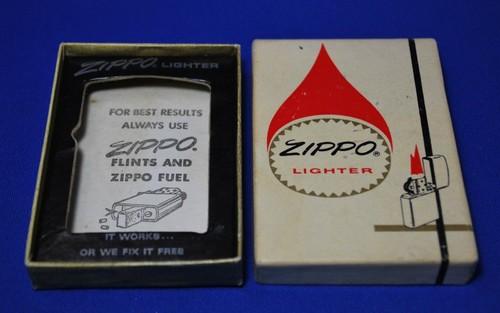 ZIPPO LIGHTER
FOR BEST RESULTS
ALWAYS USE
ZIPPO
FLINTS AND
ZIPPO FUEL
IT WORKS...
OR WE FIX IT FREE
ZIPPO®
LIGHTER